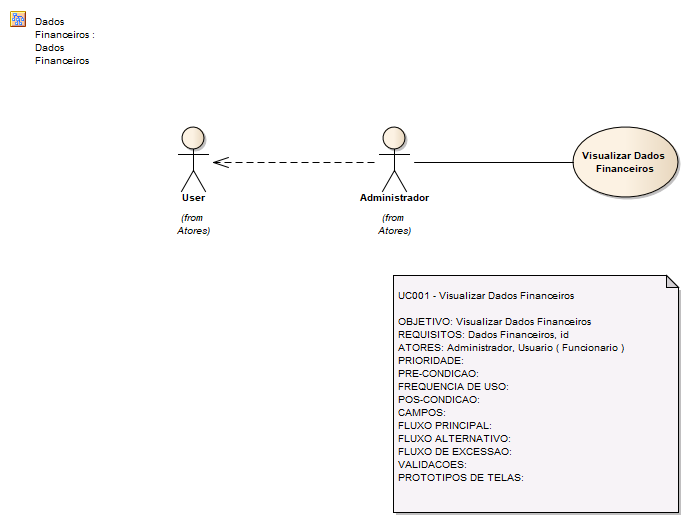 Dados
Financeiros :
Dados
Financeiros
User
(from
Atores)
Administrador
(from
Atores)
Visualizar Dados
Financeiros
UC001 - Visualizar Dados Financeiros
OBJETIVO: Visualizar Dados Financeiros
REQUISITOS: Dados Financeiros, id
ATORES: Administrador, Usuario ( Funcionario )
PRIORIDADE:
PRE-CONDICAO:
FREQUENCIA DE USO:
POS-CONDICAO:
CAMPOS:
FLUXO PRINCIPAL:
FLUXO ALTERNATIVO:
FLUXO DE EXCESSAO:
VALIDACOES:
PROTOTIPOS DE TELAS: